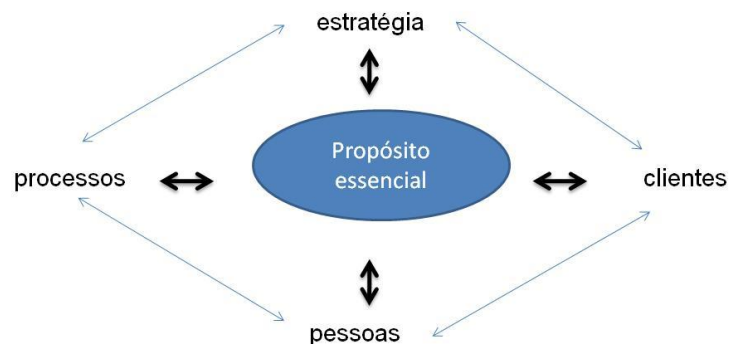 estratégia
Propósito
essencial
processos
clientes
pessoas